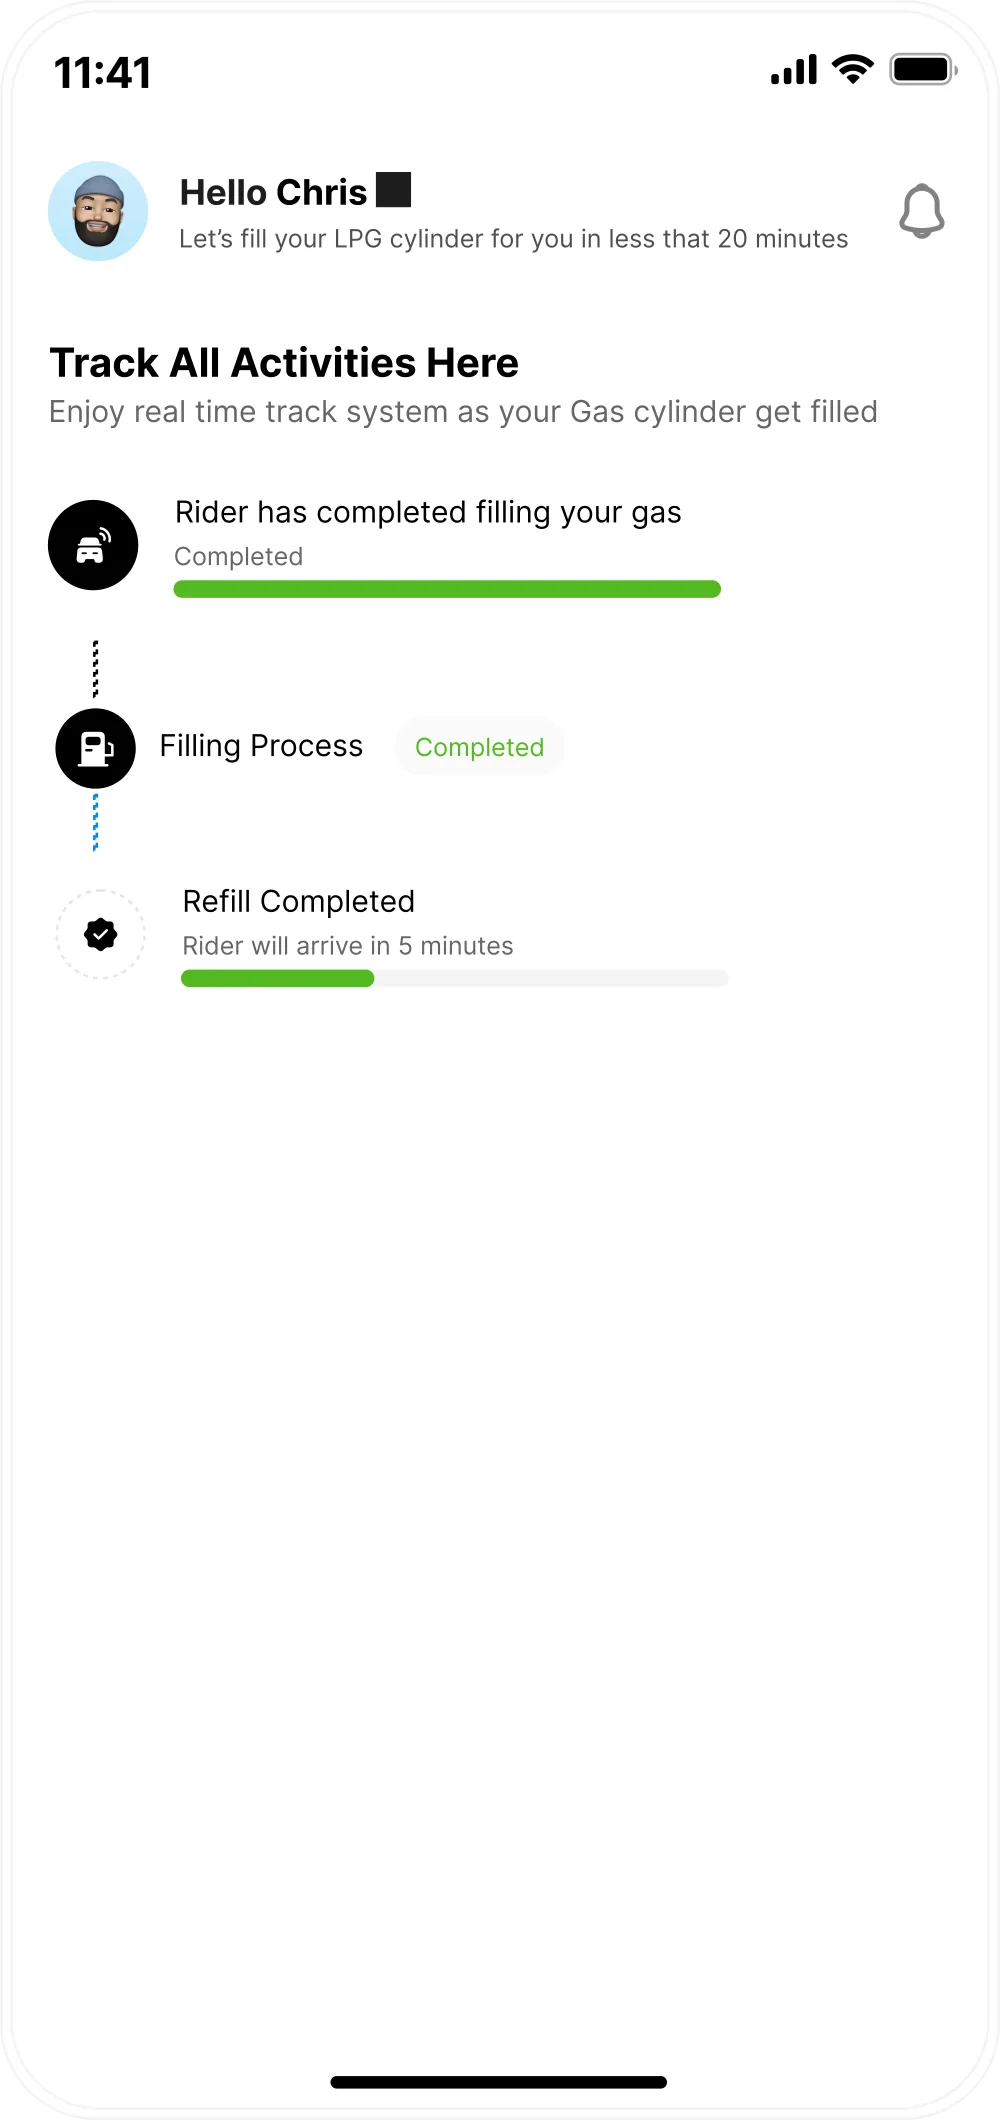 11:41
Hello Chris
Let’s fill your LPG cylinder for you in less that 20 minutes
Track All Activities Here
Enjoy real time track system as your Gas cylinder get filled
Rider has completed filling your gas
Completed
Filling Process Completed
Refill Completed
Rider will arrive in 5 minutes